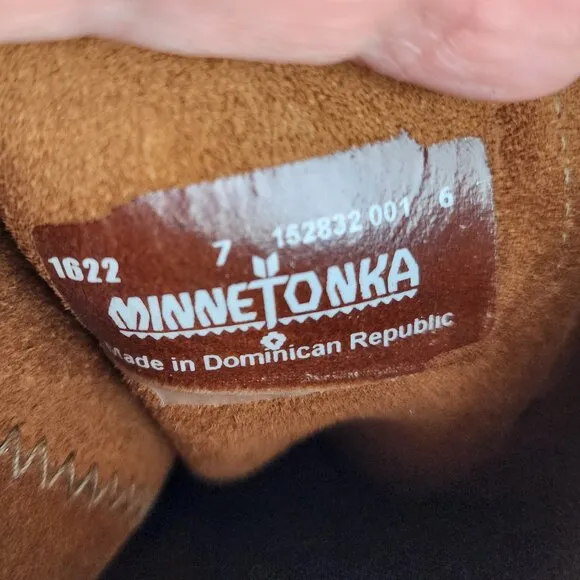 1622 7 152832 001 6
MINNETONKA
Made in Dominican Republic